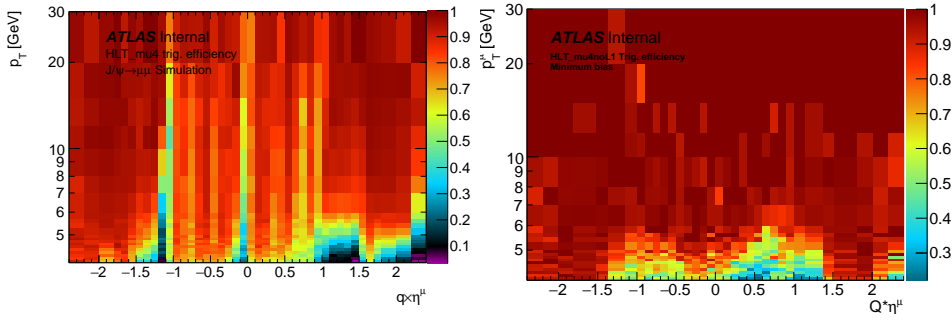 p_T [GeV]
30
20
10
9
8
7
6
5
ATLAS Internal
HLT_mu4 trig. efficiency
J/ψ→μμ Simulation
−2 −1.5 −1 −0.5 0 0.5 1 1.5 2
q×η^μ
1
0.9
0.8
0.7
0.6
0.5
0.4
0.3
0.2
0.1
p_T^μ [GeV]
30
20
10
9
8
7
6
5
ATLAS Internal
HLT_mu4noL1 Trig. efficiency
Minimum bias
−2 −1.5 −1 −0.5 0 0.5 1 1.5 2
Q*η^μ
1
0.9
0.8
0.7
0.6
0.5
0.4
0.3